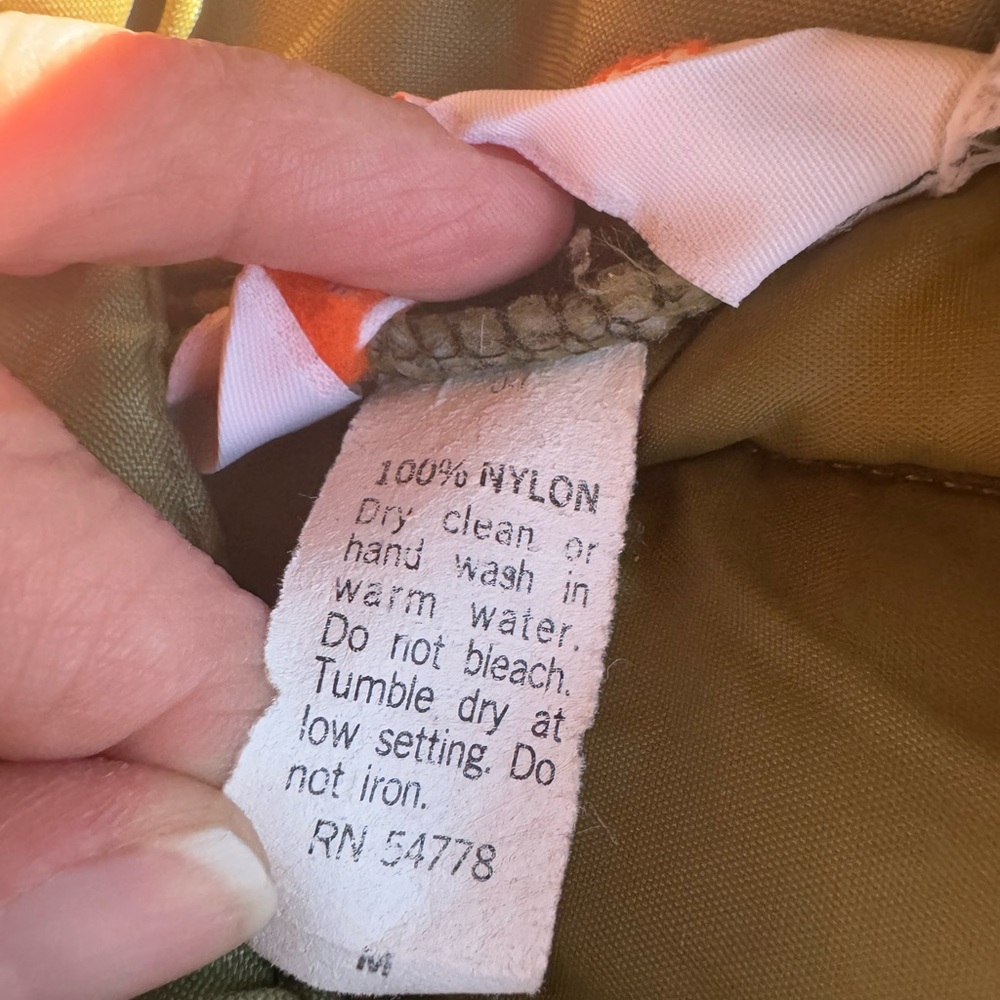 100% NYLON
Dry clean or
hand wash in
warm water.
Do not bleach.
Tumble dry at
low setting. Do
not iron.
RN 54778
M